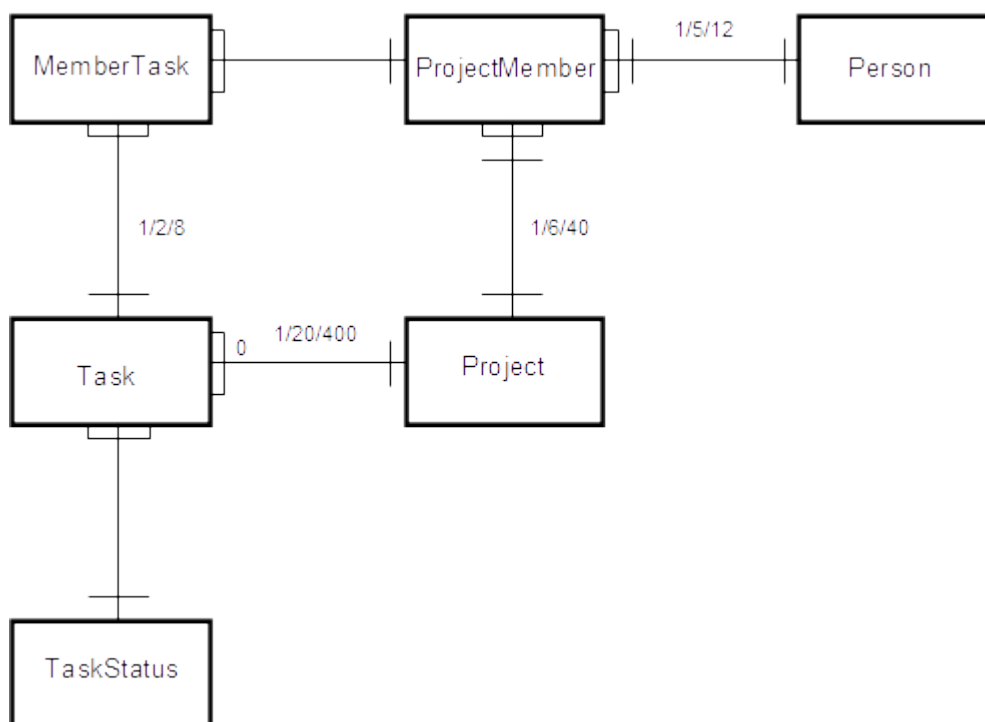 1/5/12
MemberTask
ProjectMember
Person
1/2/8
1/6/40
1/20/400
0
Task
Project
TaskStatus